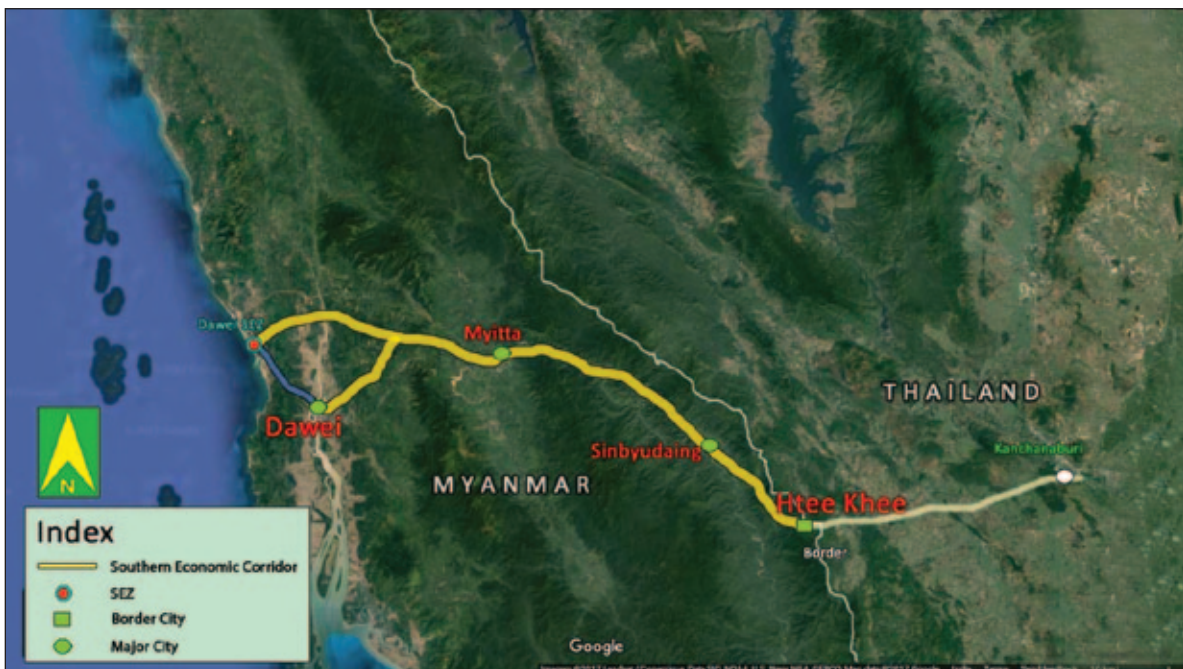 Dawei SEZ
Myitta
Dawei
Sinbyudaing
THAILAND
Kanchanaburi
MYANMAR
Htee Khee
Border
N
Index
Southern Economic Corridor
SEZ
Border City
Major City
Google